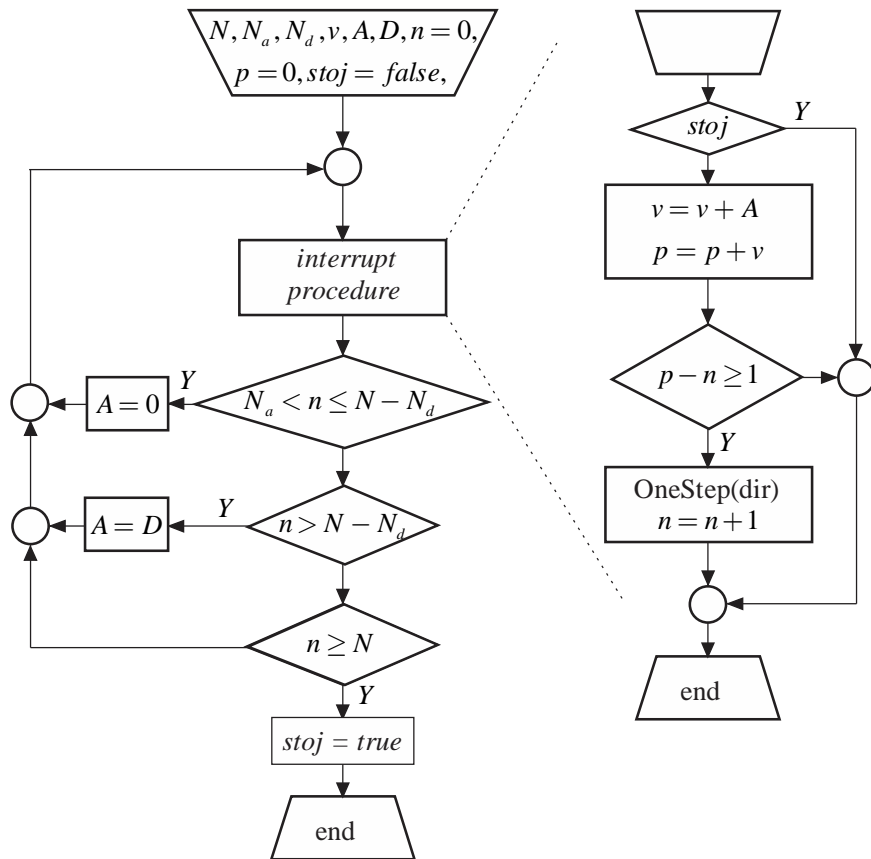 N, N_a, N_d, v, A, D, n = 0,
p = 0, stoj = false,
interrupt
procedure
N_a < n ≤ N − N_d
Y
A = 0
n > N − N_d
Y
A = D
n ≥ N
Y
stoj = true
end
stoj
Y
v = v + A
p = p + v
p − n ≥ 1
Y
OneStep(dir)
n = n + 1
end